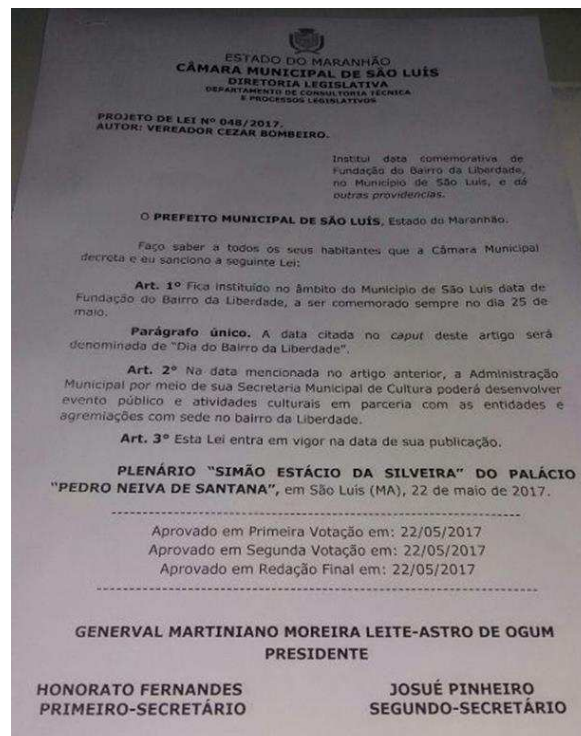 ESTADO DO MARANHÃO
CÂMARA MUNICIPAL DE SÃO LUÍS
DIRETORIA LEGISLATIVA
DEPARTAMENTO DE CONSULTORIA TÉCNICA
E PROCESSOS LEGISLATIVOS
PROJETO DE LEI Nº 048/2017.
AUTOR: VEREADOR CEZAR BOMBEIRO.
Institui data comemorativa de
Fundação do Bairro da Liberdade,
no Município de São Luís, e dá
outras providencias.
O PREFEITO MUNICIPAL DE SÃO LUÍS, Estado do Maranhão.
Faço saber a todos os seus habitantes que a Câmara Municipal
decreta e eu sanciono a seguinte Lei:
Art. 1º Fica instituído no âmbito do Município de São Luis data de
Fundação do Bairro da Liberdade, a ser comemorado sempre no dia 25 de
maio.
Parágrafo único. A data citada no caput deste artigo será
denominada de “Dia do Bairro da Liberdade”.
Art. 2º Na data mencionada no artigo anterior, a Administração
Municipal por meio de sua Secretaria Municipal de Cultura poderá desenvolver
evento público e atividades culturais em parceria com as entidades e
agremiações com sede no bairro da Liberdade.
Art. 3º Esta Lei entra em vigor na data de sua publicação.
PLENÁRIO “SIMÃO ESTÁCIO DA SILVEIRA” DO PALÁCIO
“PEDRO NEIVA DE SANTANA”, em São Luís (MA), 22 de maio de 2017.
Aprovado em Primeira Votação em: 22/05/2017
Aprovado em Segunda Votação em: 22/05/2017
Aprovado em Redação Final em: 22/05/2017
GENERVAL MARTINIANO MOREIRA LEITE-ASTRO DE OGUM
PRESIDENTE
HONORATO FERNANDES
PRIMEIRO-SECRETÁRIO
JOSUÉ PINHEIRO
SEGUNDO-SECRETÁRIO